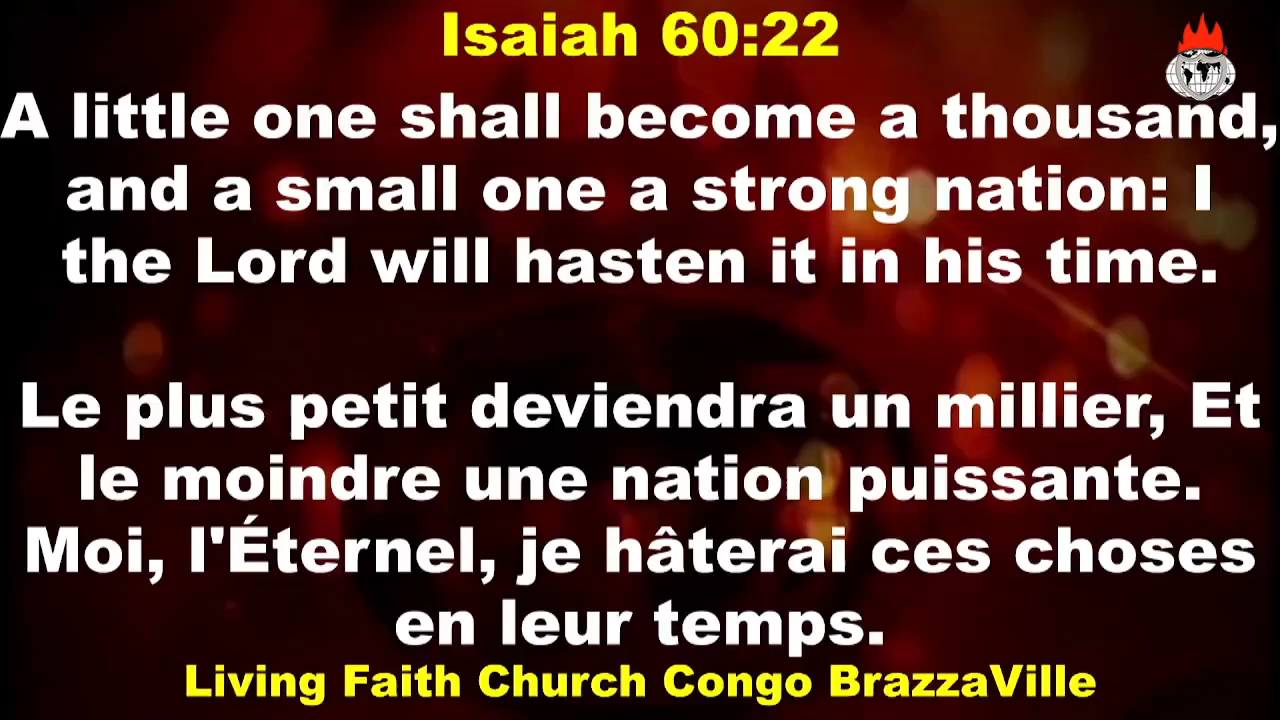 Isaiah 60:22
A little one shall become a thousand,
and a small one a strong nation: I
the Lord will hasten it in his time.
Le plus petit deviendra un millier, Et
le moindre une nation puissante.
Moi, l'Éternel, je hâterai ces choses
en leur temps.
Living Faith Church Congo BrazzaVille